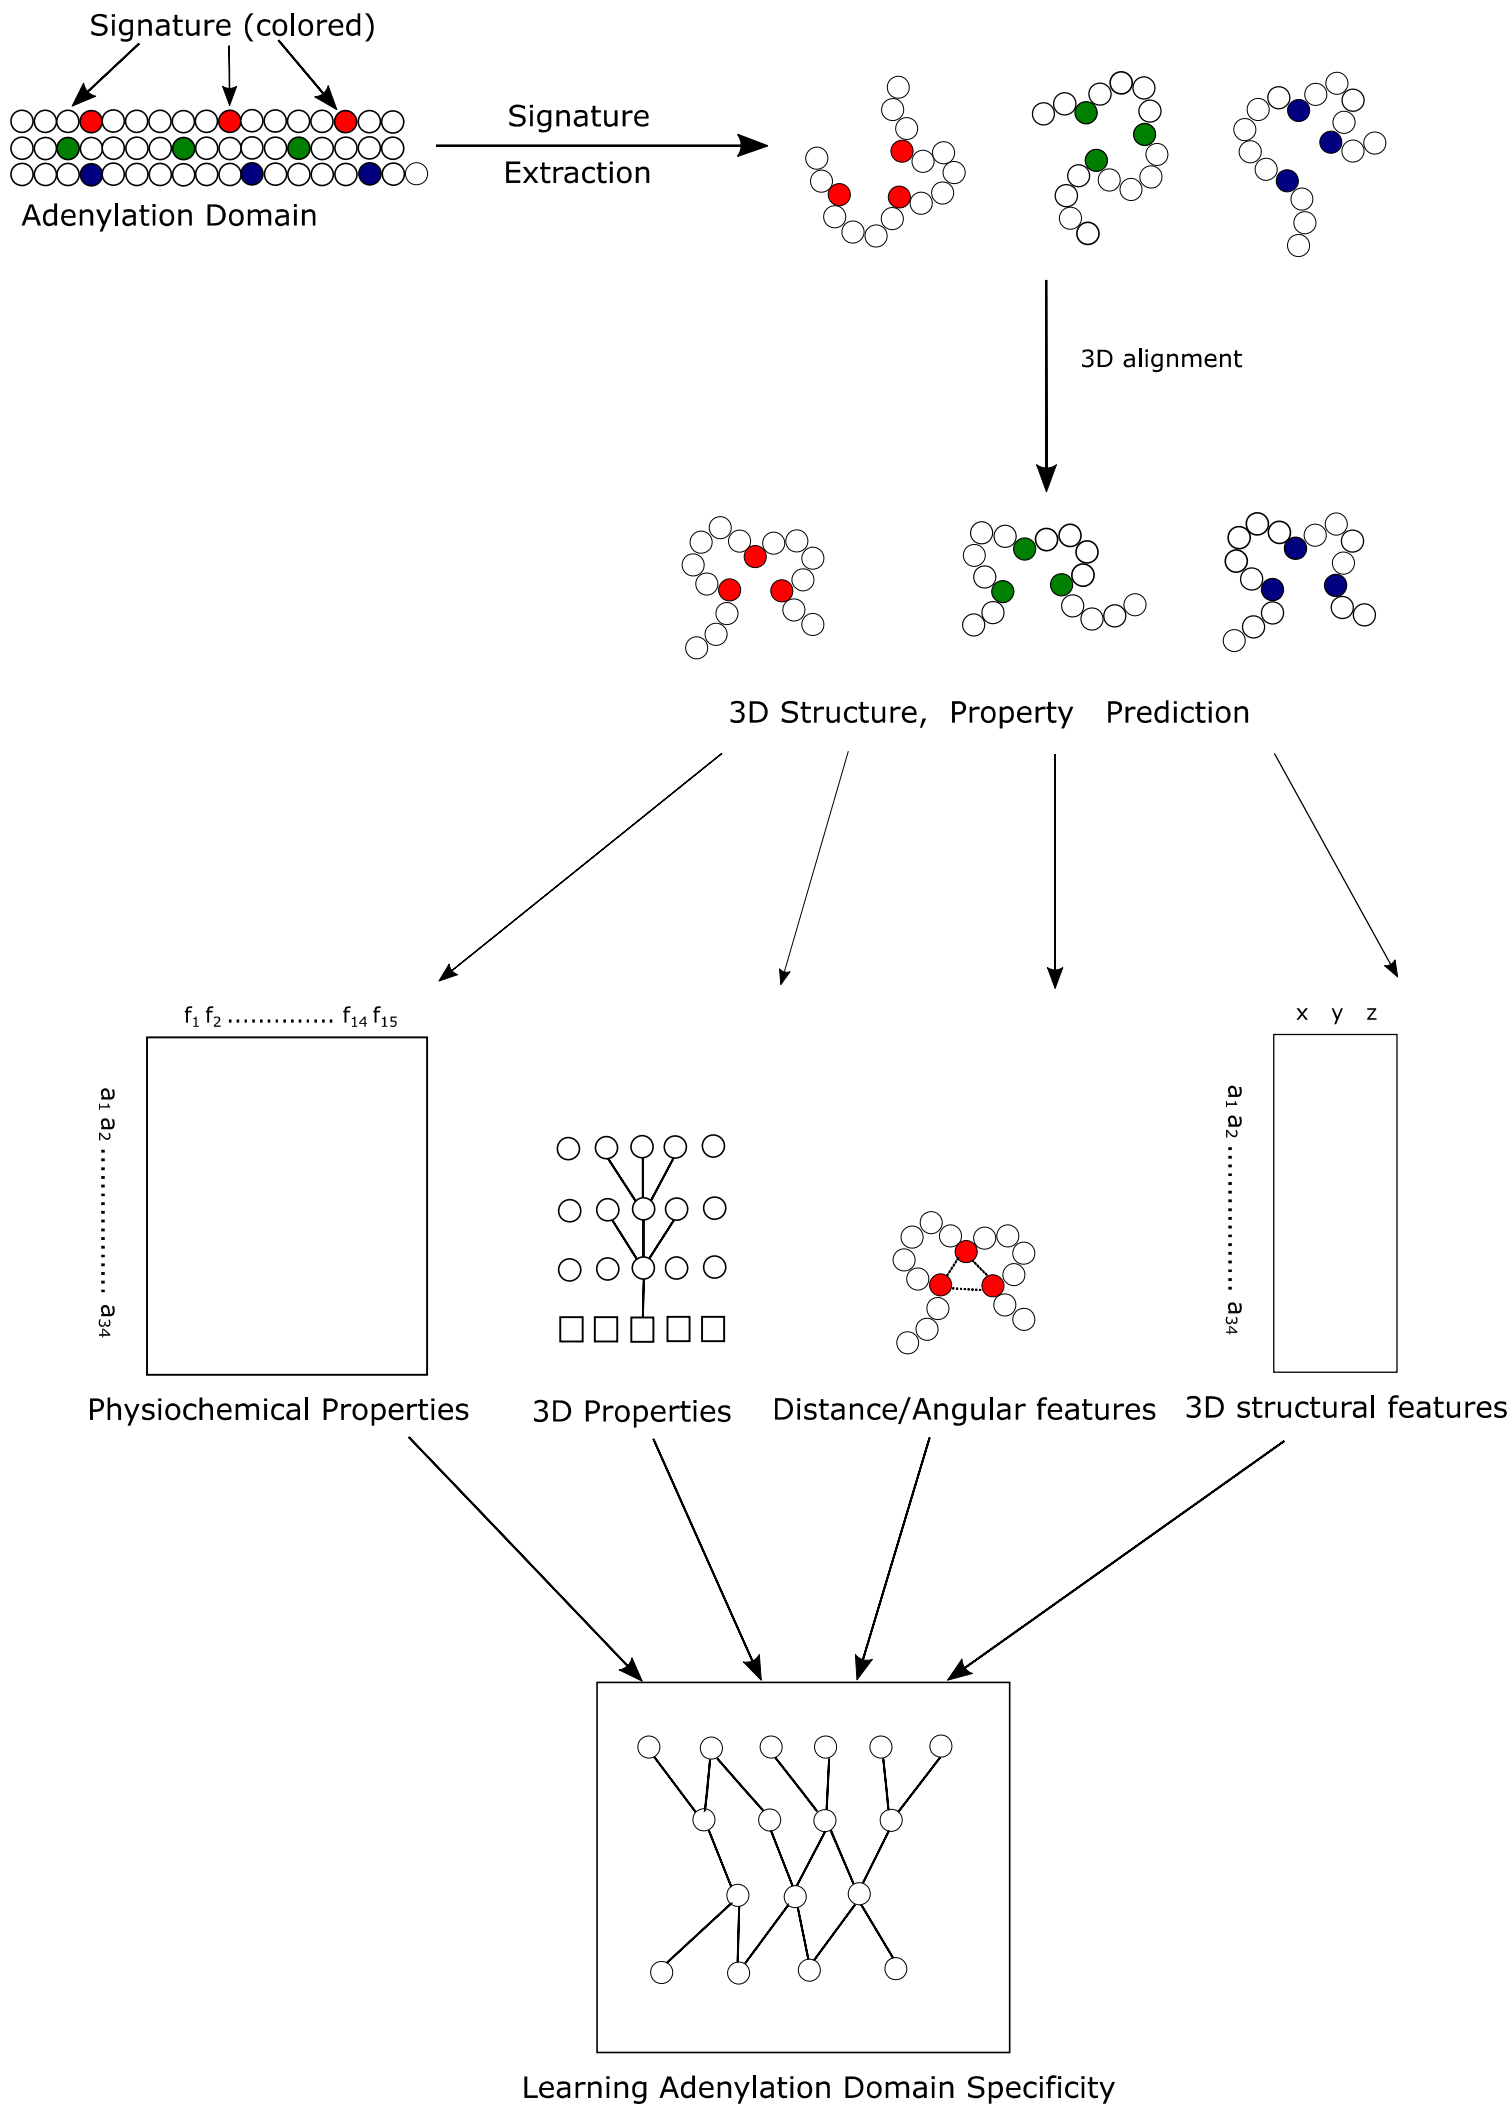 Signature (colored)
Signature
Extraction
Adenylation Domain
3D alignment
3D Structure, Property Prediction
f1 f2 .............. f14 f15
a1 a2 ................... a34
x y z
a1 a2 ................... a34
Physiochemical Properties
3D Properties
Distance/Angular features
3D structural features
Learning Adenylation Domain Specificity